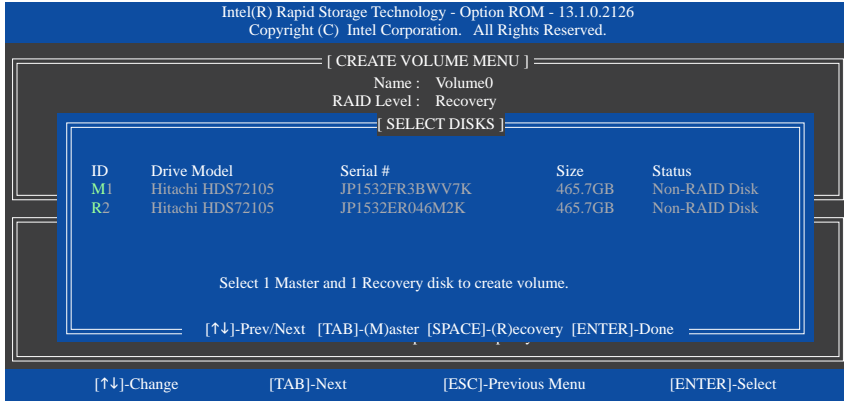 Intel(R) Rapid Storage Technology - Option ROM - 13.1.0.2126
Copyright (C) Intel Corporation. All Rights Reserved.
[ CREATE VOLUME MENU ]
Name : Volume0
RAID Level : Recovery
[ SELECT DISKS ]
ID Drive Model Serial # Size Status
M1 Hitachi HDS72105 JP1532FR3BWV7K 465.7GB Non-RAID Disk
R2 Hitachi HDS72105 JP1532ER046M2K 465.7GB Non-RAID Disk
Select 1 Master and 1 Recovery disk to create volume.
[↑↓]-Prev/Next [TAB]-(M)aster [SPACE]-(R)ecovery [ENTER]-Done
[↑↓]-Change [TAB]-Next [ESC]-Previous Menu [ENTER]-Select